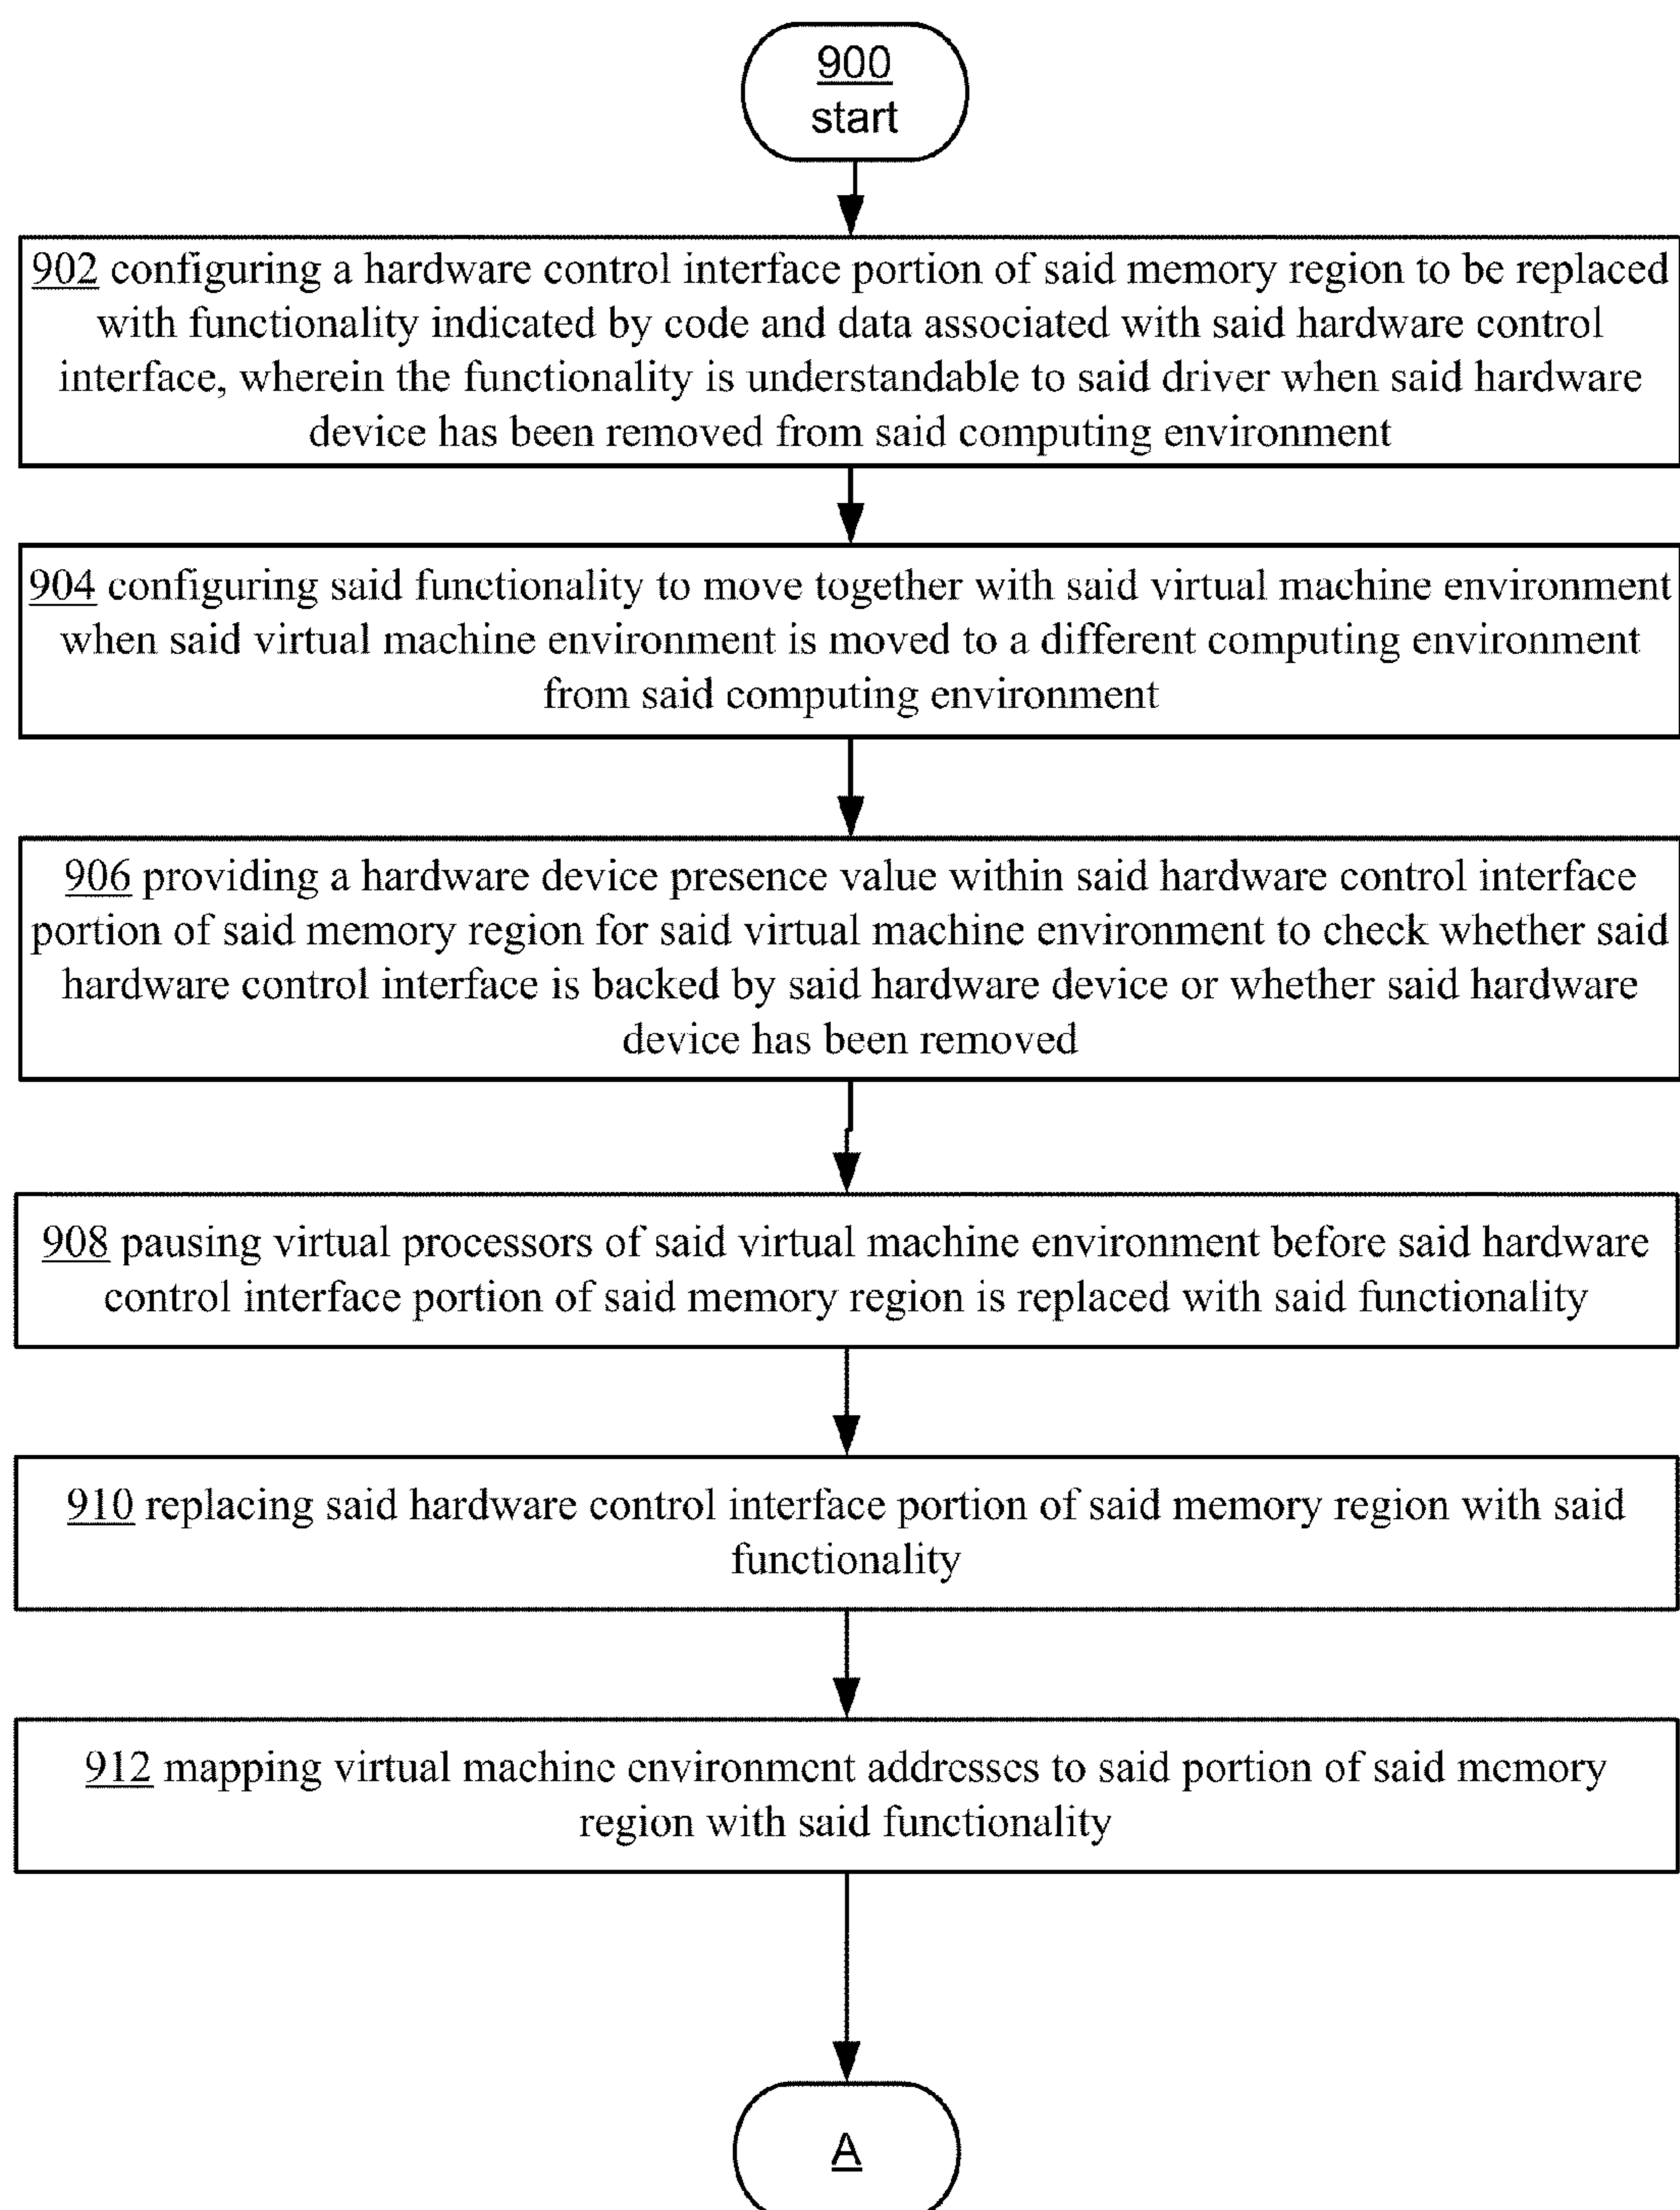 900
start
902 configuring a hardware control interface portion of said memory region to be replaced
with functionality indicated by code and data associated with said hardware control
interface, wherein the functionality is understandable to said driver when said hardware
device has been removed from said computing environment
904 configuring said functionality to move together with said virtual machine environment
when said virtual machine environment is moved to a different computing environment
from said computing environment
906 providing a hardware device presence value within said hardware control interface
portion of said memory region for said virtual machine environment to check whether said
hardware control interface is backed by said hardware device or whether said hardware
device has been removed
908 pausing virtual processors of said virtual machine environment before said hardware
control interface portion of said memory region is replaced with said functionality
910 replacing said hardware control interface portion of said memory region with said
functionality
912 mapping virtual machine environment addresses to said portion of said memory
region with said functionality
A